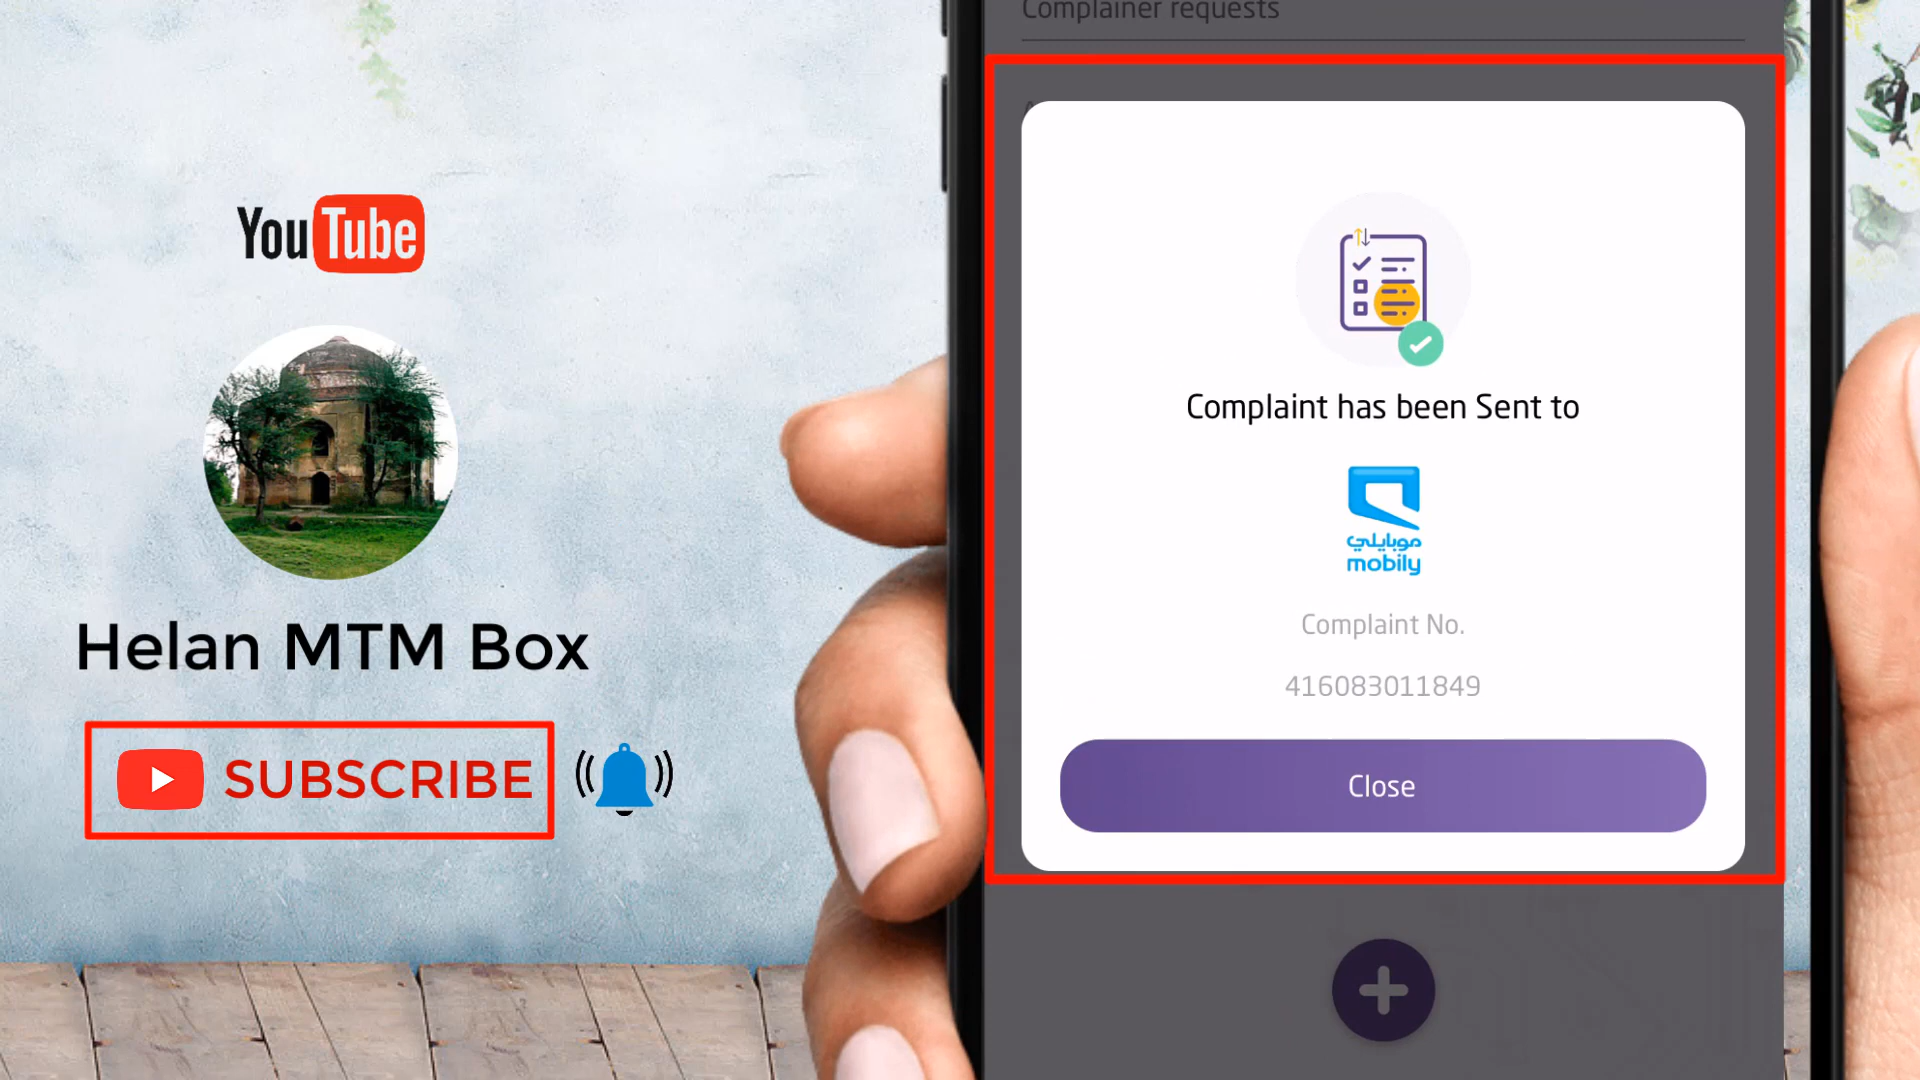 YouTube
Helan MTM Box
SUBSCRIBE
Complainer requests
Complaint has been Sent to
موبايلي
mobily
Complaint No.
416083011849
Close